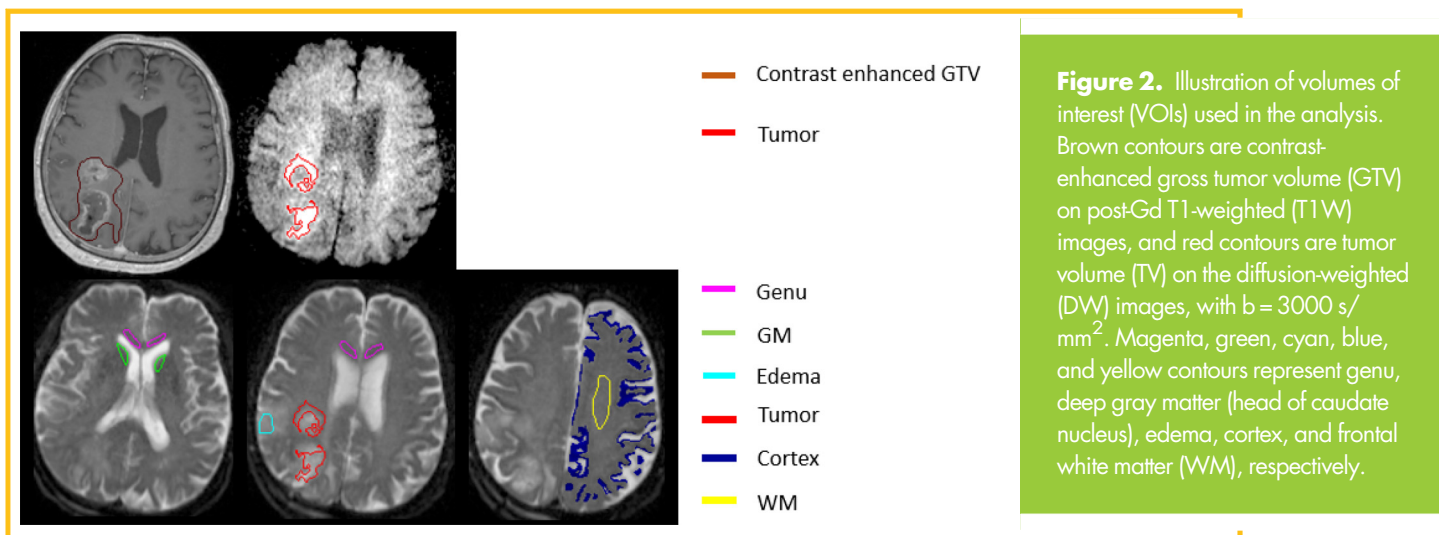 Contrast enhanced GTV
Tumor
Genu
GM
Edema
Tumor
Cortex
WM
Figure 2. Illustration of volumes of
interest (VOIs) used in the analysis.
Brown contours are contrast-
enhanced gross tumor volume (GTV)
on post-Gd T1-weighted (T1W)
images, and red contours are tumor
volume (TV) on the diffusion-weighted
(DW) images, with b = 3000 s/
mm². Magenta, green, cyan, blue,
and yellow contours represent genu,
deep gray matter (head of caudate
nucleus), edema, cortex, and frontal
white matter (WM), respectively.